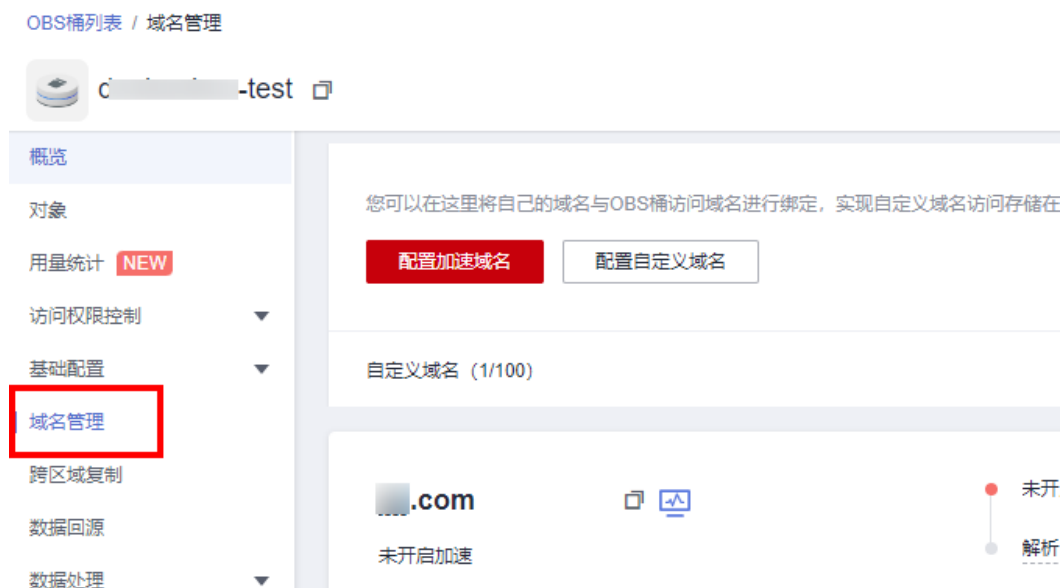 OBS桶列表 / 域名管理
-test
概览
对象
用量统计 NEW
访问权限控制
基础配置
域名管理
跨区域复制
数据回源
数据处理
您可以在这里将自己的域名与OBS桶访问域名进行绑定，实现自定义域名访问存储在
配置加速域名 配置自定义域名
自定义域名（1/100）
.com
未开启加速
未开
解析